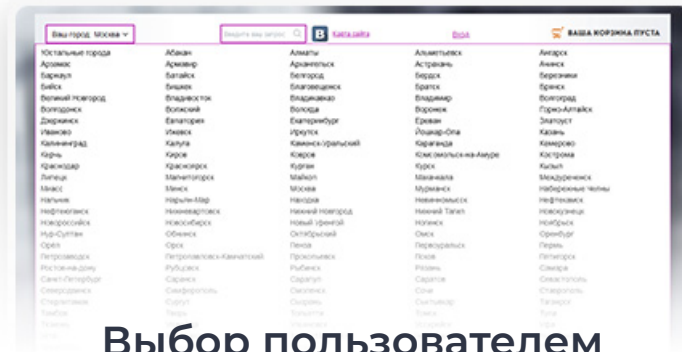 Ваш город: Москва Введите ваш запрос В Карта сайта Вход ВАША КОРЗИНА ПУСТА
!Остальные города Абакан Алматы Альметьевск Ангарск
Арзамас Армавир Архангельск Астрахань Ачинск
Барнаул Батайск Белгород Бердск Березники
Бийск Бишкек Благовещенск Братск Брянск
Великий Новгород Владивосток Владикавказ Владимир Волгоград
Волгодонск Волжский Вологда Воронеж Горно-Алтайск
Дзержинск Евпатория Екатеринбург Ереван Златоуст
Иваново Ижевск Иркутск Йошкар-Ола Казань
Калининград Калуга Каменск-Уральский Караганда Кемерово
Керчь Киров Ковров Комсомольск-на-Амуре Кострома
Краснодар Красноярск Курган Курск Кызыл
Липецк Магнитогорск Майкоп Махачкала Междуреченск
Миасс Минск Москва Мурманск Набережные Челны
Нальчик Нарьян-Мар Находка Невинномысск Нефтекамск
Нефтеюганск Нижневартовск Нижний Новгород Нижний Тагил Новокузнецк
Новороссийск Новосибирск Новый Уренгой Ногинск Ноябрьск
Нур-Султан Обнинск Октябрьский Омск Оренбург
Орел Орск Пенза Первоуральск Пермь
Петрозаводск Петропавловск-Камчатский Прокопьевск Псков Пятигорск
Ростов-на-Дону Рубцовск Рыбинск Рязань Самара
Санкт-Петербург Саранск Сарапул Саратов Севастополь
Северодвинск Симферополь Смоленск Сочи Ставрополь
Стерлитамак Сургут Сызрань Сыктывкар Таганрог
Тамбов Тверь Тольятти Томск Тула
Выбор пользователем